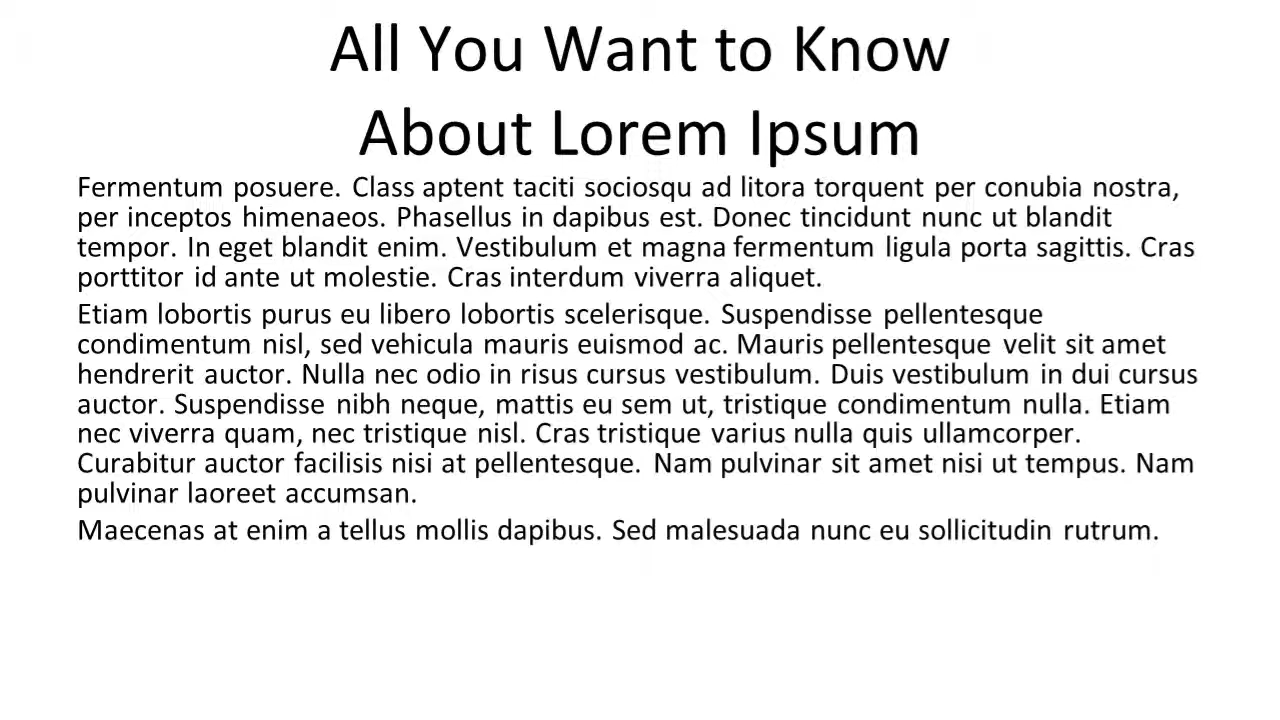 All You Want to Know
About Lorem Ipsum
Fermentum posuere. Class aptent taciti sociosqu ad litora torquent per conubia nostra,
per inceptos himenaeos. Phasellus in dapibus est. Donec tincidunt nunc ut blandit
tempor. In eget blandit enim. Vestibulum et magna fermentum ligula porta sagittis. Cras
porttitor id ante ut molestie. Cras interdum viverra aliquet.
Etiam lobortis purus eu libero lobortis scelerisque. Suspendisse pellentesque
condimentum nisl, sed vehicula mauris euismod ac. Mauris pellentesque velit sit amet
hendrerit auctor. Nulla nec odio in risus cursus vestibulum. Duis vestibulum in dui cursus
auctor. Suspendisse nibh neque, mattis eu sem ut, tristique condimentum nulla. Etiam
nec viverra quam, nec tristique nisl. Cras tristique varius nulla quis ullamcorper.
Curabitur auctor facilisis nisi at pellentesque. Nam pulvinar sit amet nisi ut tempus. Nam
pulvinar laoreet accumsan.
Maecenas at enim a tellus mollis dapibus. Sed malesuada nunc eu sollicitudin rutrum.